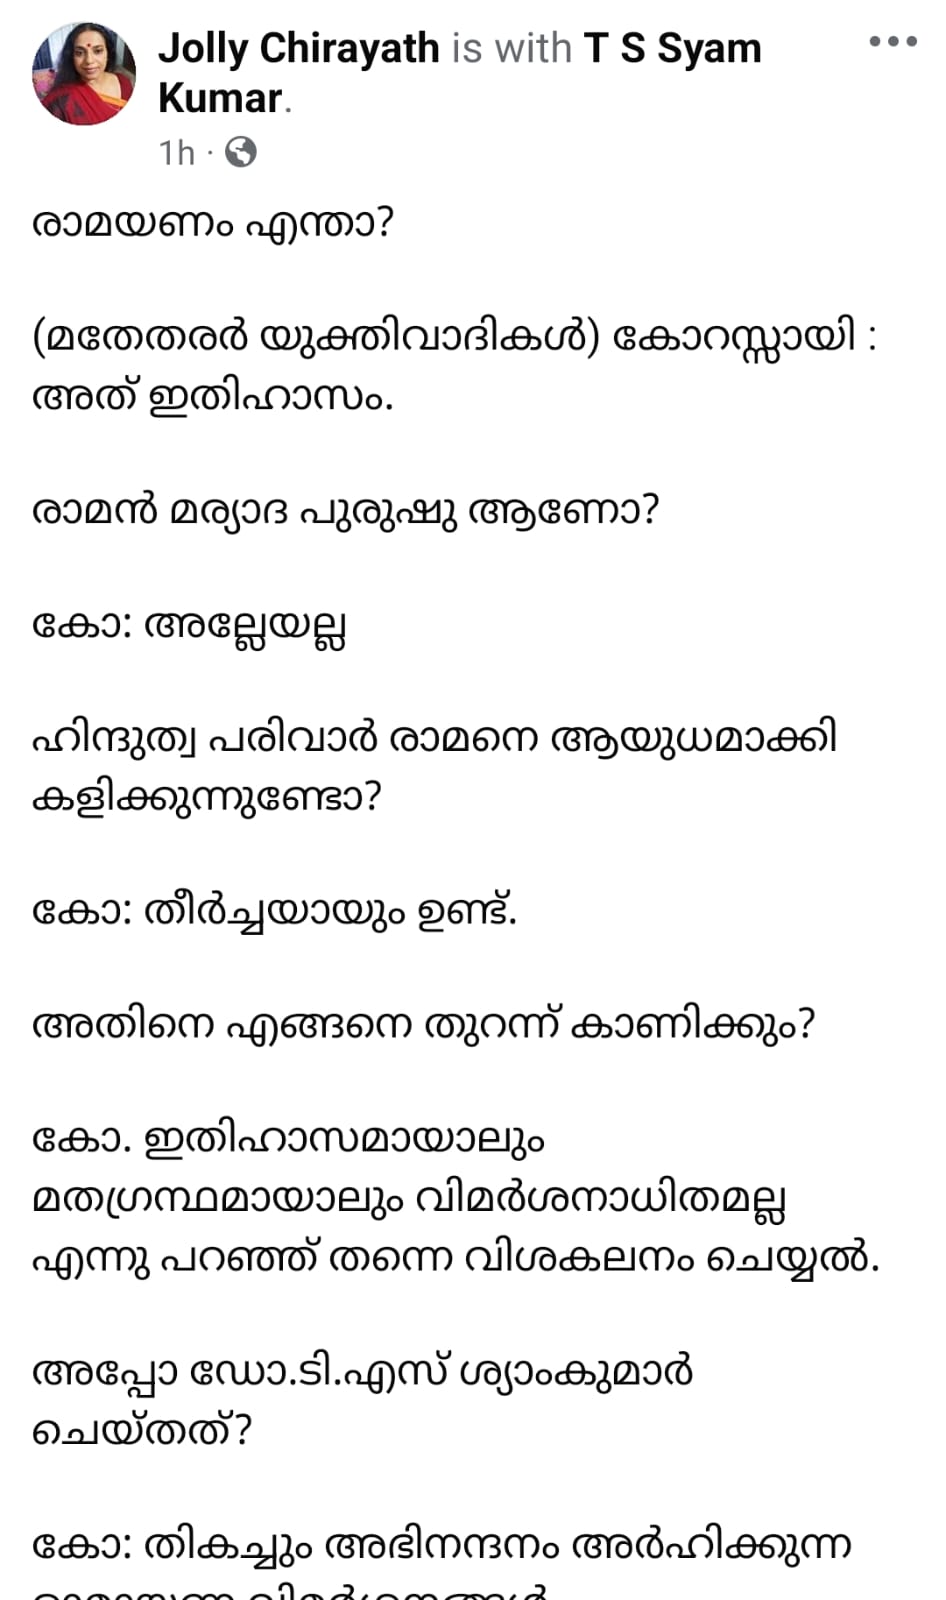 Jolly Chirayath is with T S Syam
Kumar.
1h ·
രാമയണം എന്താ?
(മതേതരർ യുക്തിവാദികൾ) കോറസ്സായി :
അത് ഇതിഹാസം.
രാമൻ മര്യാദ പുരുഷു ആണോ?
കോ: അല്ലേയല്ല
ഹിന്ദുത്വ പരിവാർ രാമനെ ആയുധമാക്കി
കളിക്കുന്നുണ്ടോ?
കോ: തീർച്ചയായും ഉണ്ട്.
അതിനെ എങ്ങനെ തുറന്ന് കാണിക്കും?
കോ. ഇതിഹാസമായാലും
മതഗ്രന്ഥമായാലും വിമർശനാധിതമല്ല
എന്നു പറഞ്ഞ് തന്നെ വിശകലനം ചെയ്യൽ.
അപ്പോ ഡോ.ടി.എസ് ശ്യാംകുമാർ
ചെയ്തത്?
കോ: തികച്ചും അഭിനന്ദനം അർഹിക്കുന്ന